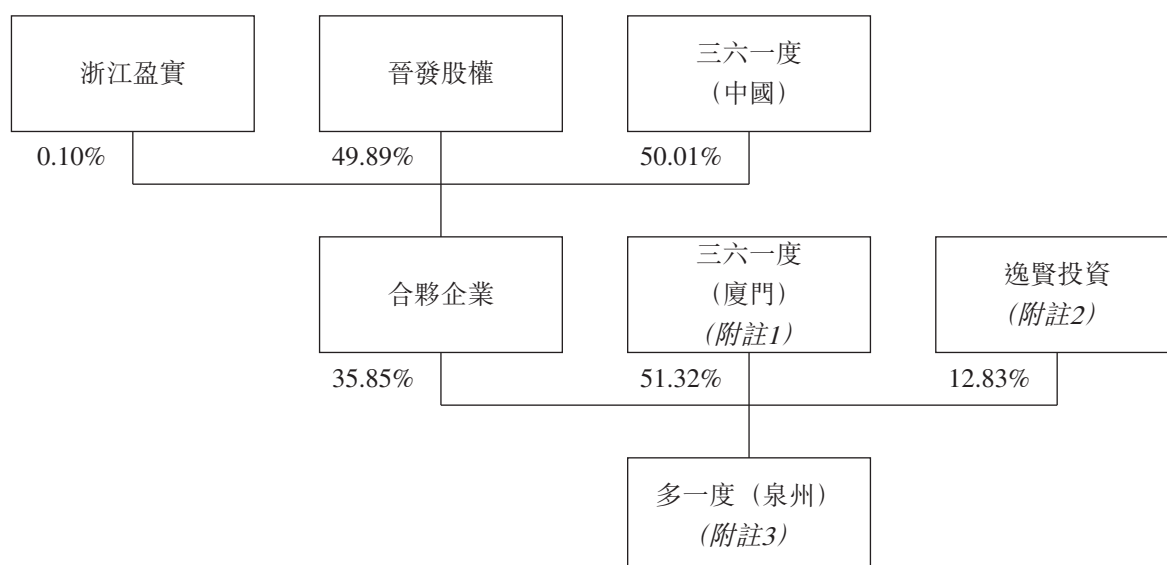 浙江盈實
晉發股權
三六一度
（中國）
0.10%
49.89%
50.01%
合夥企業
三六一度
（廈門）
（附註1）
逸賢投資
（附註2）
35.85%
51.32%
12.83%
多一度（泉州）
（附註3）